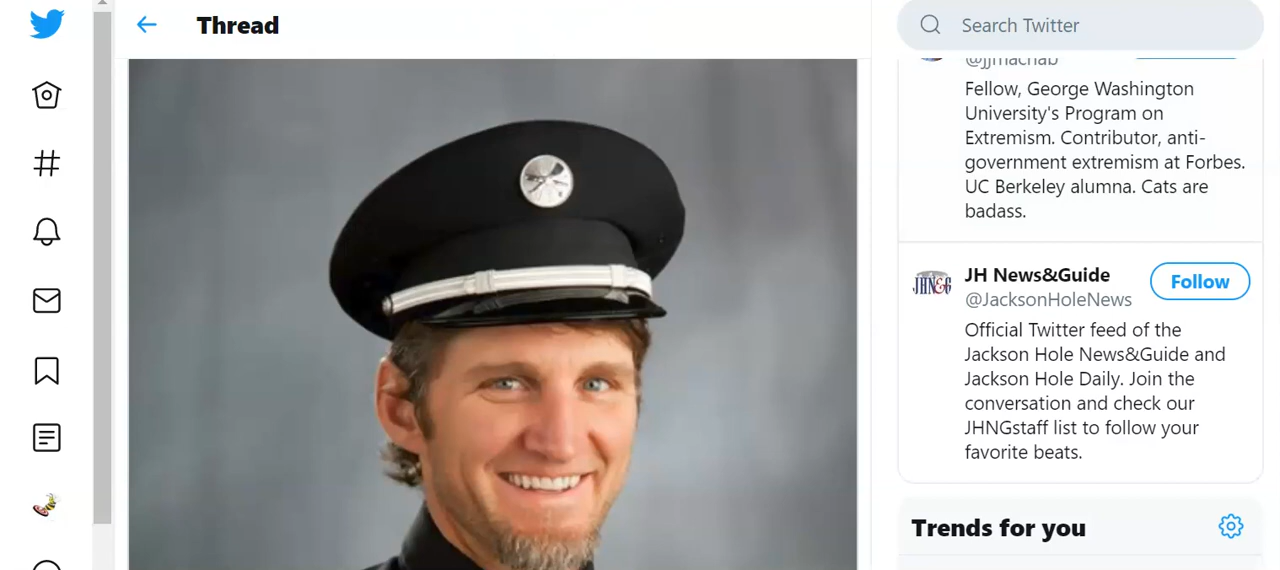 Thread
Search Twitter
@jjmacnab
Fellow, George Washington
University's Program on
Extremism. Contributor, anti-
government extremism at Forbes.
UC Berkeley alumna. Cats are
badass.
JHN&G
JH News&Guide
Follow
@JacksonHoleNews
Official Twitter feed of the
Jackson Hole News&Guide and
Jackson Hole Daily. Join the
conversation and check our
JHNGstaff list to follow your
favorite beats.
Trends for you